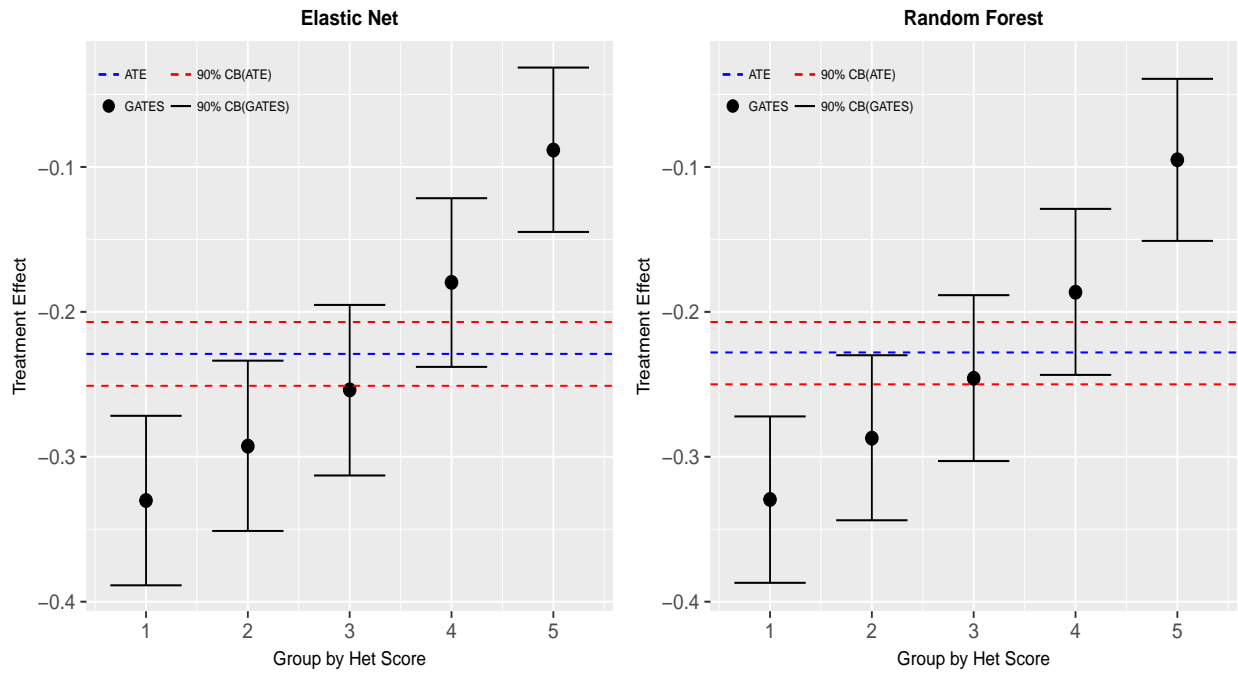 Elastic Net
ATE
90% CB(ATE)
GATES
90% CB(GATES)
Treatment Effect
−0.1
−0.2
−0.3
−0.4
1 2 3 4 5
Group by Het Score
Random Forest
ATE
90% CB(ATE)
GATES
90% CB(GATES)
Treatment Effect
−0.1
−0.2
−0.3
−0.4
1 2 3 4 5
Group by Het Score